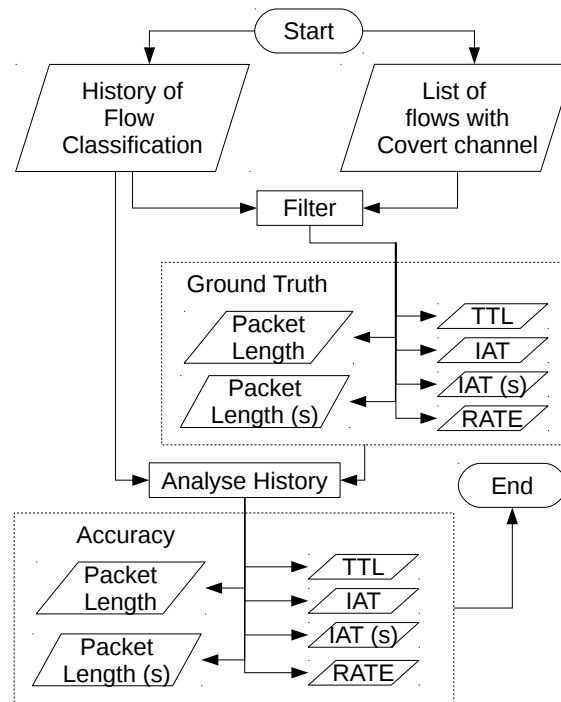 Start
History of
Flow
Classification
List of
flows with
Covert channel
Filter
Ground Truth
Packet
Length
Packet
Length (s)
TTL
IAT
IAT (s)
RATE
Analyse History
End
Accuracy
Packet
Length
Packet
Length (s)
TTL
IAT
IAT (s)
RATE